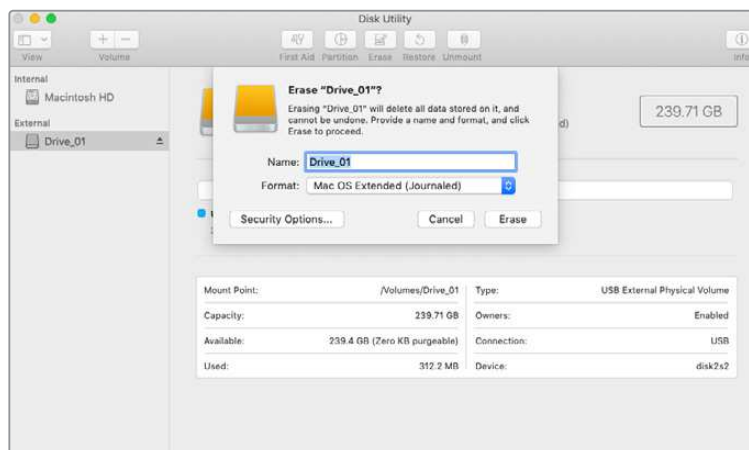 Disk Utility
View
Volume
First Aid Partition Erase Restore Unmount
Info
Internal
Macintosh HD
External
Drive_01
Erase “Drive_01”?
Erasing “Drive_01” will delete all data stored on it, and
cannot be undone. Provide a name and format, and click
Erase to proceed.
d)
239.71 GB
Name: Drive_01
Format: Mac OS Extended (Journaled)
Security Options... Cancel Erase
Mount Point: /Volumes/Drive_01 Type: USB External Physical Volume
Capacity: 239.71 GB Owners: Enabled
Available: 239.4 GB (Zero KB purgeable) Connection: USB
Used: 312.2 MB Device: disk2s2